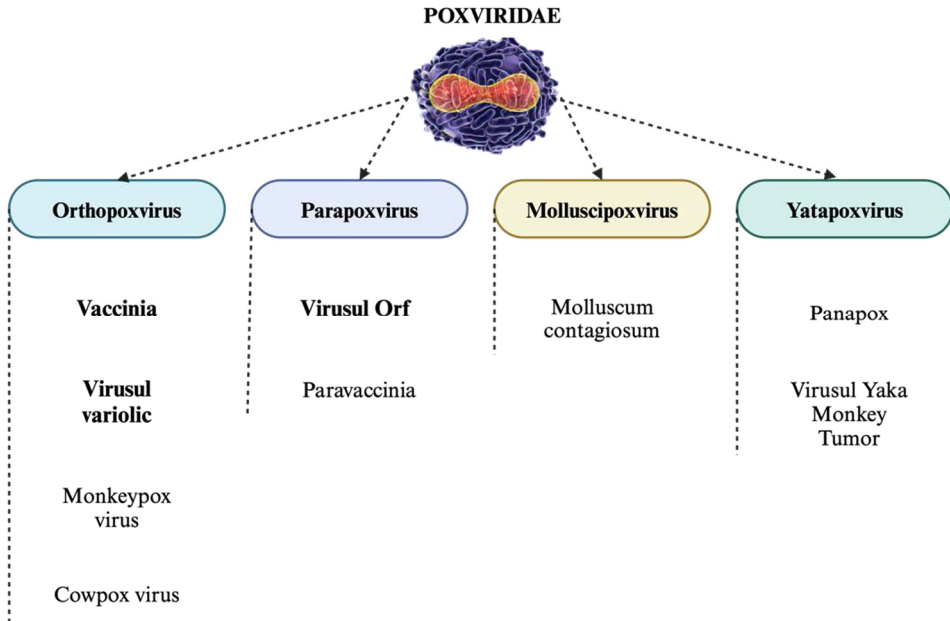 POXVIRIDAE
Orthopoxvirus
Parapoxvirus
Molluscipoxvirus
Yatapoxvirus
Vaccinia
Virusul
variolic
Monkeypox
virus
Cowpox virus
Virusul Orf
Paravaccinia
Molluscum
contagiosum
Panapox
Virusul Yaka
Monkey
Tumor